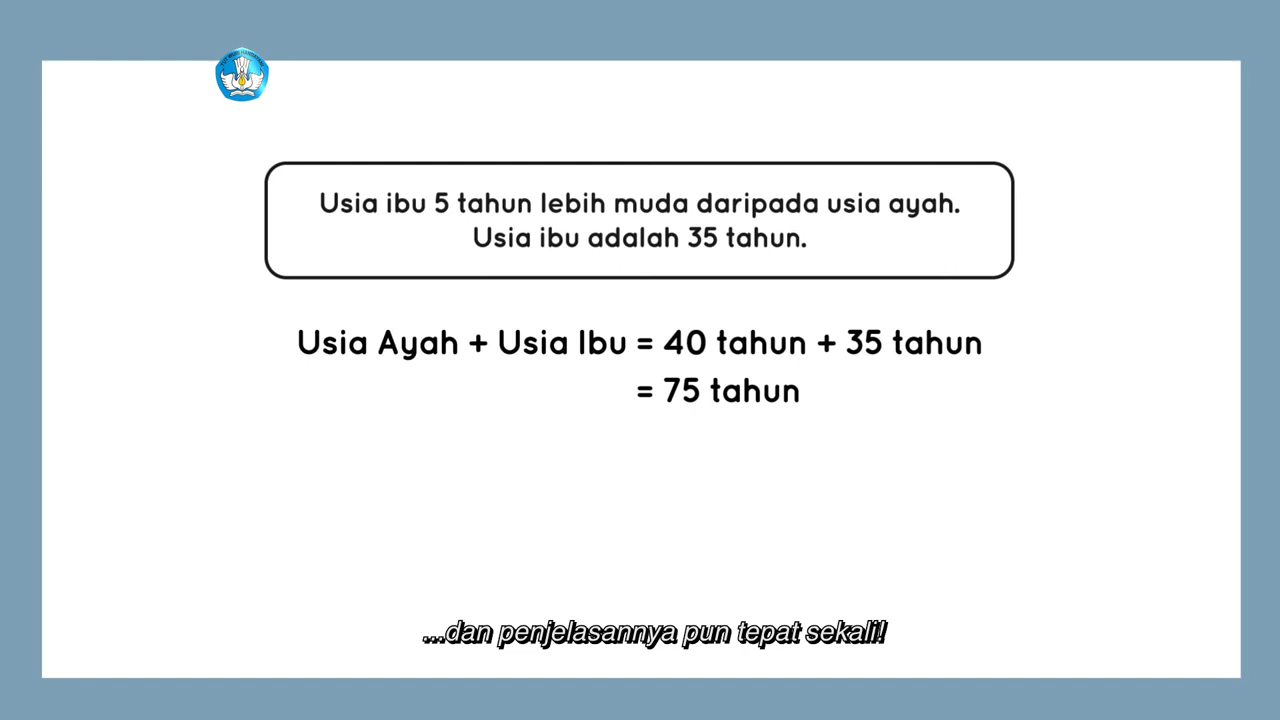 Usia ibu 5 tahun lebih muda daripada usia ayah.
Usia ibu adalah 35 tahun.
Usia Ayah + Usia Ibu = 40 tahun + 35 tahun
= 75 tahun
...dan penjelasannya pun tepat sekali!